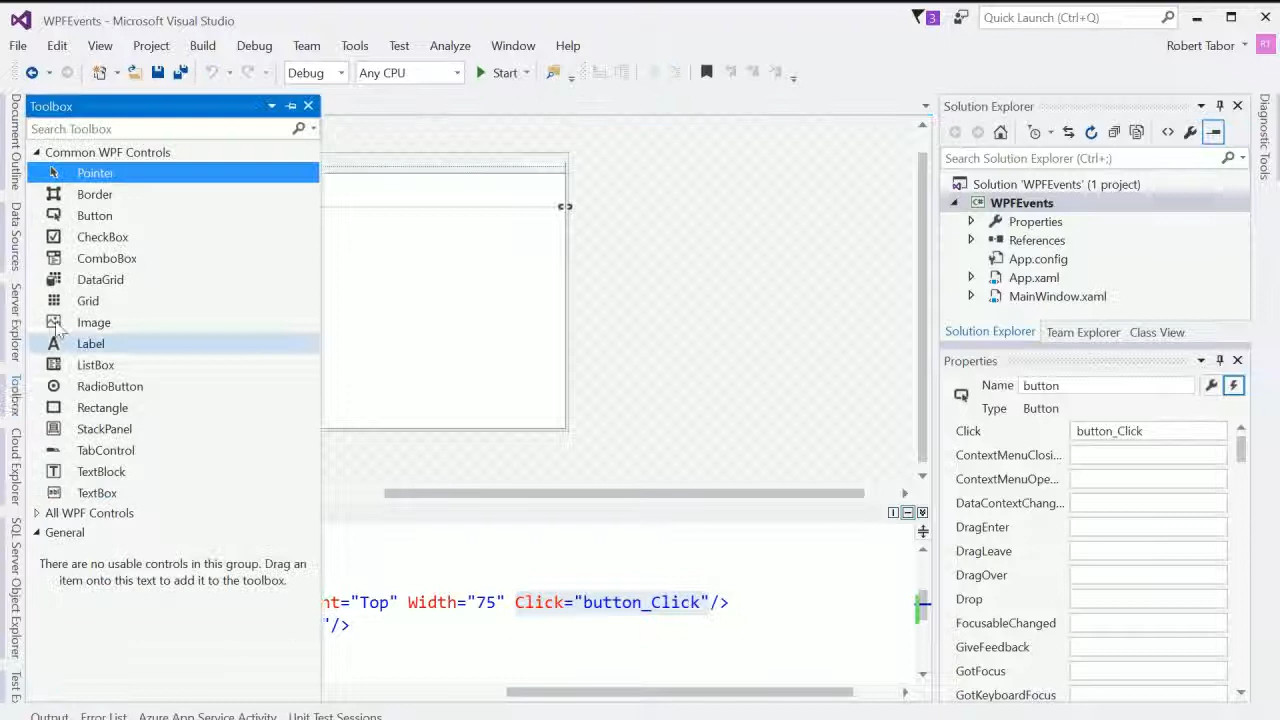 WPFEvents - Microsoft Visual Studio
3
Quick Launch (Ctrl+Q)
File Edit View Project Build Debug Team Tools Test Analyze Window Help
Robert Tabor
RT
Debug
Any CPU
Start
Document Outline
Data Sources
Server Explorer
Toolbox
Cloud Explorer
SQL Server Object Explorer
Toolbox
Search Toolbox
Common WPF Controls
Pointer
Border
Button
CheckBox
ComboBox
DataGrid
Grid
Image
Label
ListBox
RadioButton
Rectangle
StackPanel
TabControl
TextBlock
TextBox
All WPF Controls
General
There are no usable controls in this group. Drag an
item onto this text to add it to the toolbox.
nt="Top" Width="75" Click="button_Click"/>
"/>
Solution Explorer
Search Solution Explorer (Ctrl+;)
Solution 'WPFEvents' (1 project)
WPFEvents
Properties
References
App.config
App.xaml
MainWindow.xaml
Solution Explorer Team Explorer Class View
Properties
Name button
Type Button
Click button_Click
ContextMenuClosi...
ContextMenuOpe...
DataContextChang...
DragEnter
DragLeave
DragOver
Drop
FocusableChanged
GiveFeedback
GotFocus
GotKeyboardFocus
Diagnostic Tools
Output Error List Azure App Service Activity Unit Test Sessions